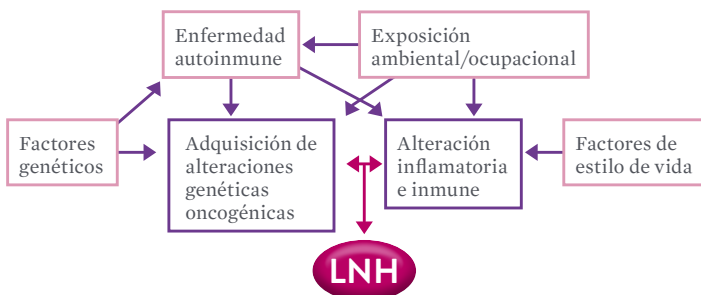 Enfermedad
autoinmune
Exposición
ambiental/ocupacional
Factores
genéticos
Adquisición de
alteraciones
genéticas
oncogénicas
Alteración
inflamatoria
e inmune
Factores de
estilo de vida
LNH